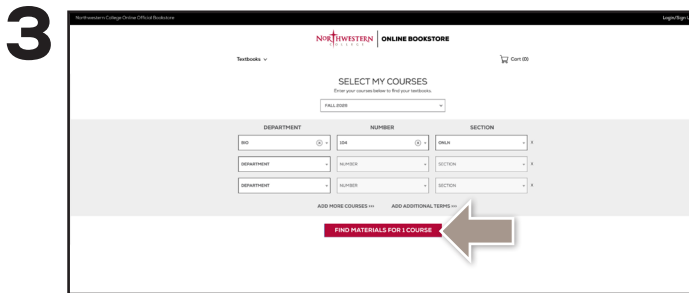 3
Northwestern College Online Official Bookstore
Login/Sign U
NORTHWESTERN COLLEGE ONLINE BOOKSTORE
Textbooks
Cart (0)
SELECT MY COURSES
Enter your courses below to find your textbooks.
FALL 2025
DEPARTMENT NUMBER SECTION
BIO 104 ONLH X
DEPARTMENT NUMBER SECTION X
DEPARTMENT NUMBER SECTION X
ADD MORE COURSES >>> ADD ADDITIONAL TERMS >>>
FIND MATERIALS FOR 1 COURSE